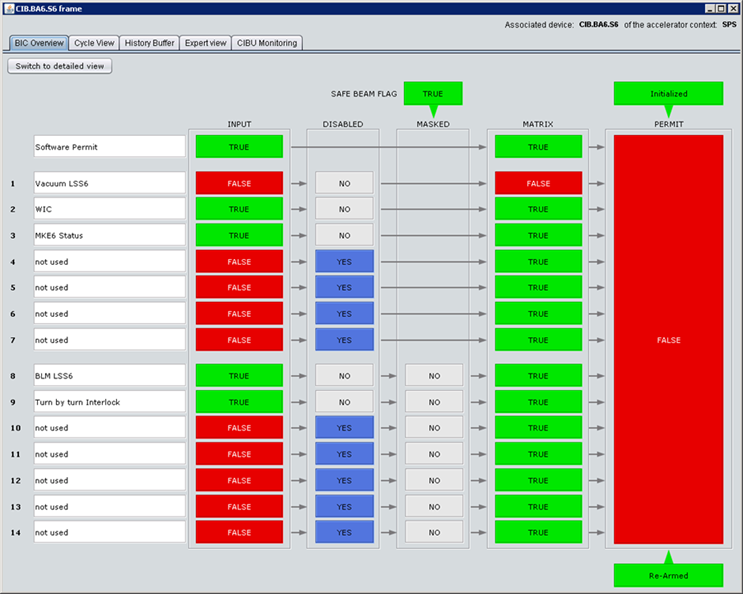 CIB.BA6.S6 frame
Associated device: CIB.BA6.S6 of the accelerator context: SPS
BIC Overview Cycle View History Buffer Expert view CIBU Monitoring
Switch to detailed view
SAFE BEAM FLAG TRUE Initialized
INPUT DISABLED MASKED MATRIX PERMIT
Software Permit TRUE TRUE
1 Vacuum LSS6 FALSE NO FALSE
2 WIC TRUE NO TRUE
3 MKE6 Status TRUE NO TRUE
4 not used FALSE YES TRUE
5 not used FALSE YES TRUE
6 not used FALSE YES TRUE
7 not used FALSE YES TRUE FALSE
8 BLM LSS6 TRUE NO NO TRUE
9 Turn by turn Interlock TRUE NO NO TRUE
10 not used FALSE YES NO TRUE
11 not used FALSE YES NO TRUE
12 not used FALSE YES NO TRUE
13 not used FALSE YES NO TRUE
14 not used FALSE YES NO TRUE
Re-Armed